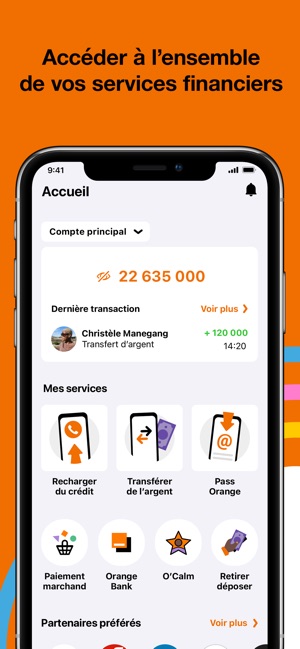 Accéder à l'ensemble
de vos services financiers
9:41
Accueil
Compte principal
22 635 000
Dernière transaction
Voir plus
Christèle Manegang
+ 120 000
Transfert d'argent
14:20
Mes services
Recharger
du crédit
Transférer
de l'argent
@
Pass
Orange
Paiement
marchand
Orange
Bank
O'Calm
Retirer
déposer
Partenaires préférés
Voir plus